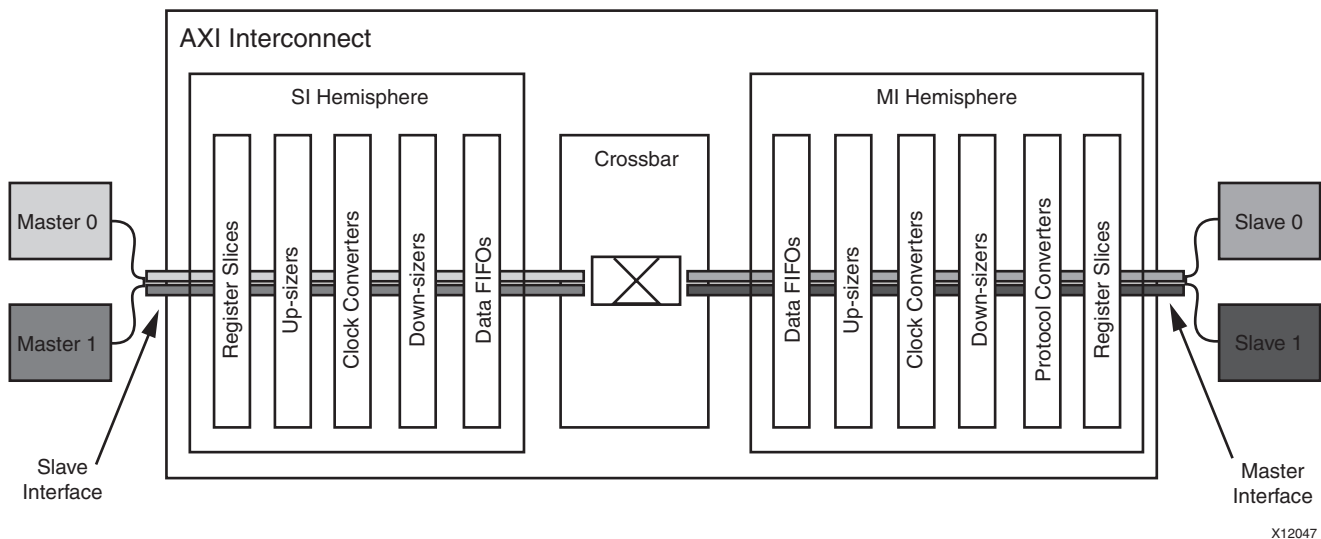 AXI Interconnect
SI Hemisphere
MI Hemisphere
Crossbar
Master 0
Master 1
Register Slices
Up-sizers
Clock Converters
Down-sizers
Data FIFOs
Data FIFOs
Up-sizers
Clock Converters
Down-sizers
Protocol Converters
Register Slices
Slave 0
Slave 1
Slave
Interface
Master
Interface
X12047